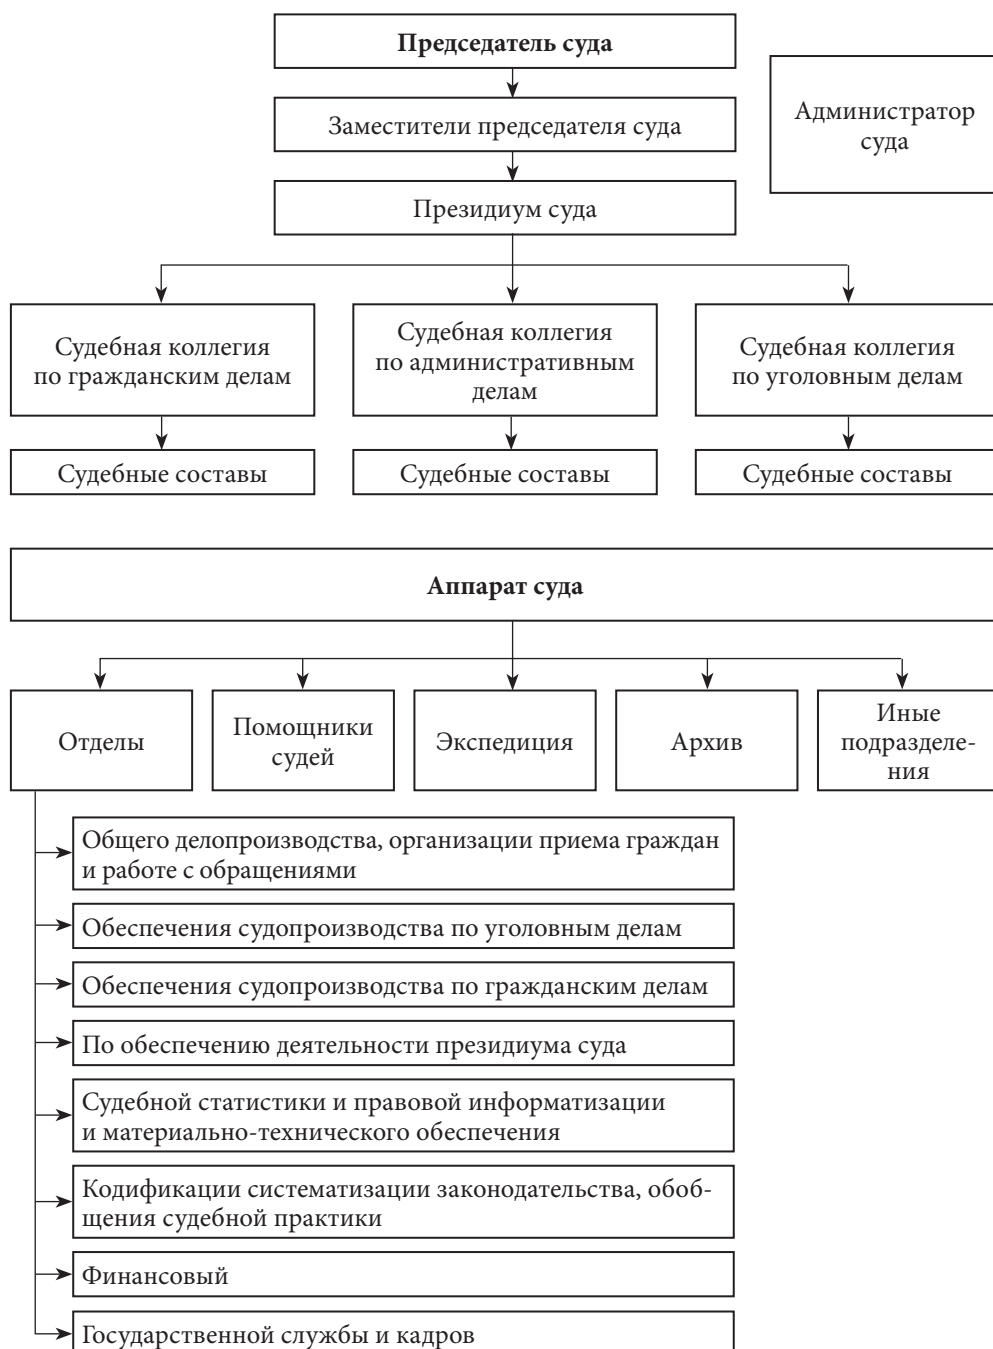 Председатель суда
Администратор
суда
Заместители председателя суда
Президиум суда
Судебная коллегия
по гражданским делам
Судебная коллегия
по административным
делам
Судебная коллегия
по уголовным делам
Судебные составы
Судебные составы
Судебные составы
Аппарат суда
Отделы
Помощники
судей
Экспедиция
Архив
Иные
подразделе-
ния
Общего делопроизводства, организации приема граждан
и работе с обращениями
Обеспечения судопроизводства по уголовным делам
Обеспечения судопроизводства по гражданским делам
По обеспечению деятельности президиума суда
Судебной статистики и правовой информатизации
и материально-технического обеспечения
Кодификации систематизации законодательства, обоб-
щения судебной практики
Финансовый
Государственной службы и кадров